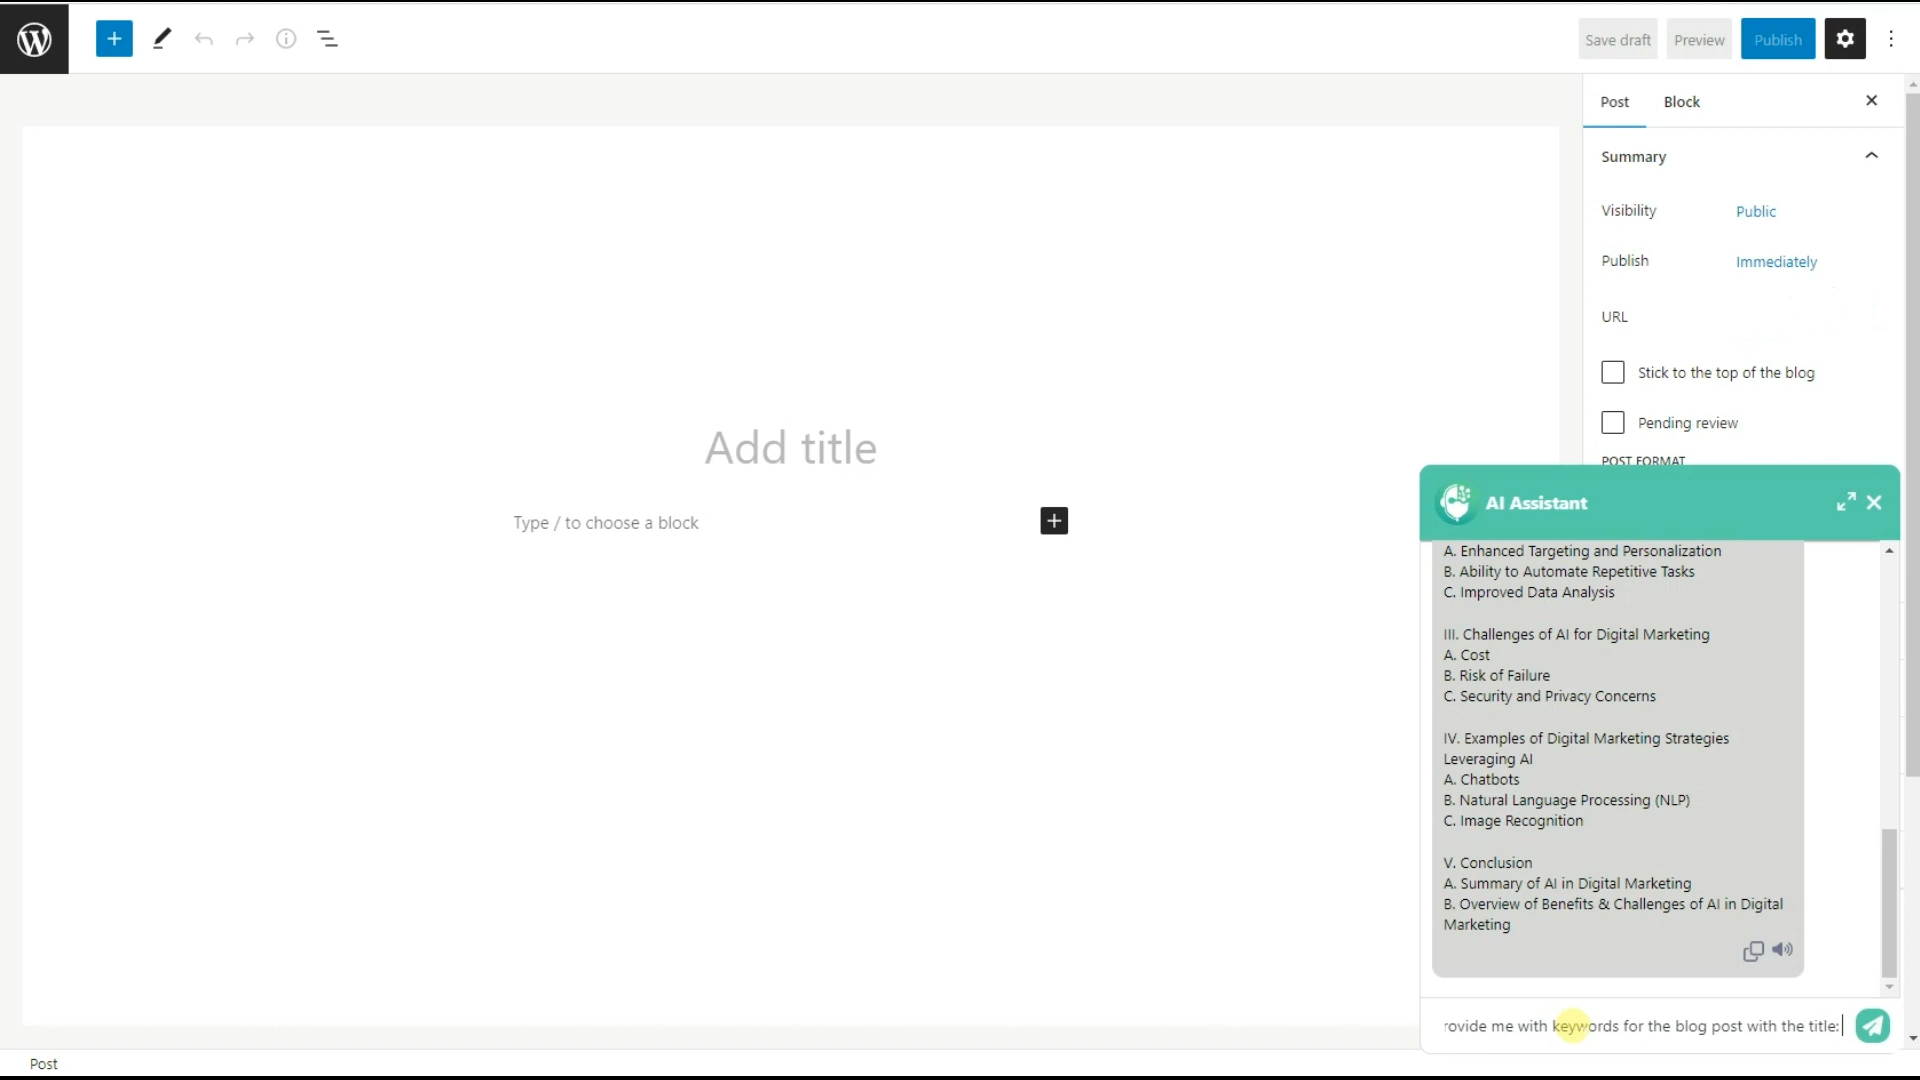 Save draft
Preview
Publish
Post
Block
Summary
Visibility
Public
Publish
Immediately
URL
Stick to the top of the blog
Pending review
POST FORMAT
Add title
Type / to choose a block
AI Assistant
A. Enhanced Targeting and Personalization
B. Ability to Automate Repetitive Tasks
C. Improved Data Analysis
III. Challenges of AI for Digital Marketing
A. Cost
B. Risk of Failure
C. Security and Privacy Concerns
IV. Examples of Digital Marketing Strategies
Leveraging AI
A. Chatbots
B. Natural Language Processing (NLP)
C. Image Recognition
V. Conclusion
A. Summary of AI in Digital Marketing
B. Overview of Benefits & Challenges of AI in Digital
Marketing
rovide me with keywords for the blog post with the title:
Post